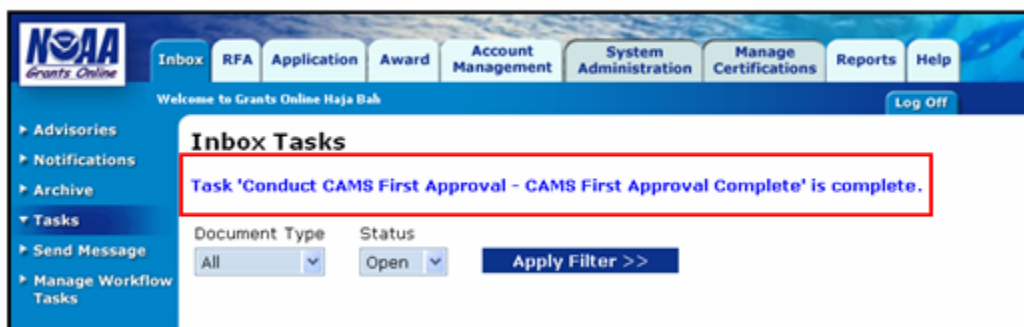 NOAA
Grants Online
Inbox
RFA
Application
Award
Account
Management
System
Administration
Manage
Certifications
Reports
Help
Welcome to Grants Online Haja Bah
Log Off
Advisories
Notifications
Archive
Tasks
Send Message
Manage Workflow
Tasks
Inbox Tasks
Task 'Conduct CAMS First Approval - CAMS First Approval Complete' is complete.
Document Type
Status
All
Open
Apply Filter >>